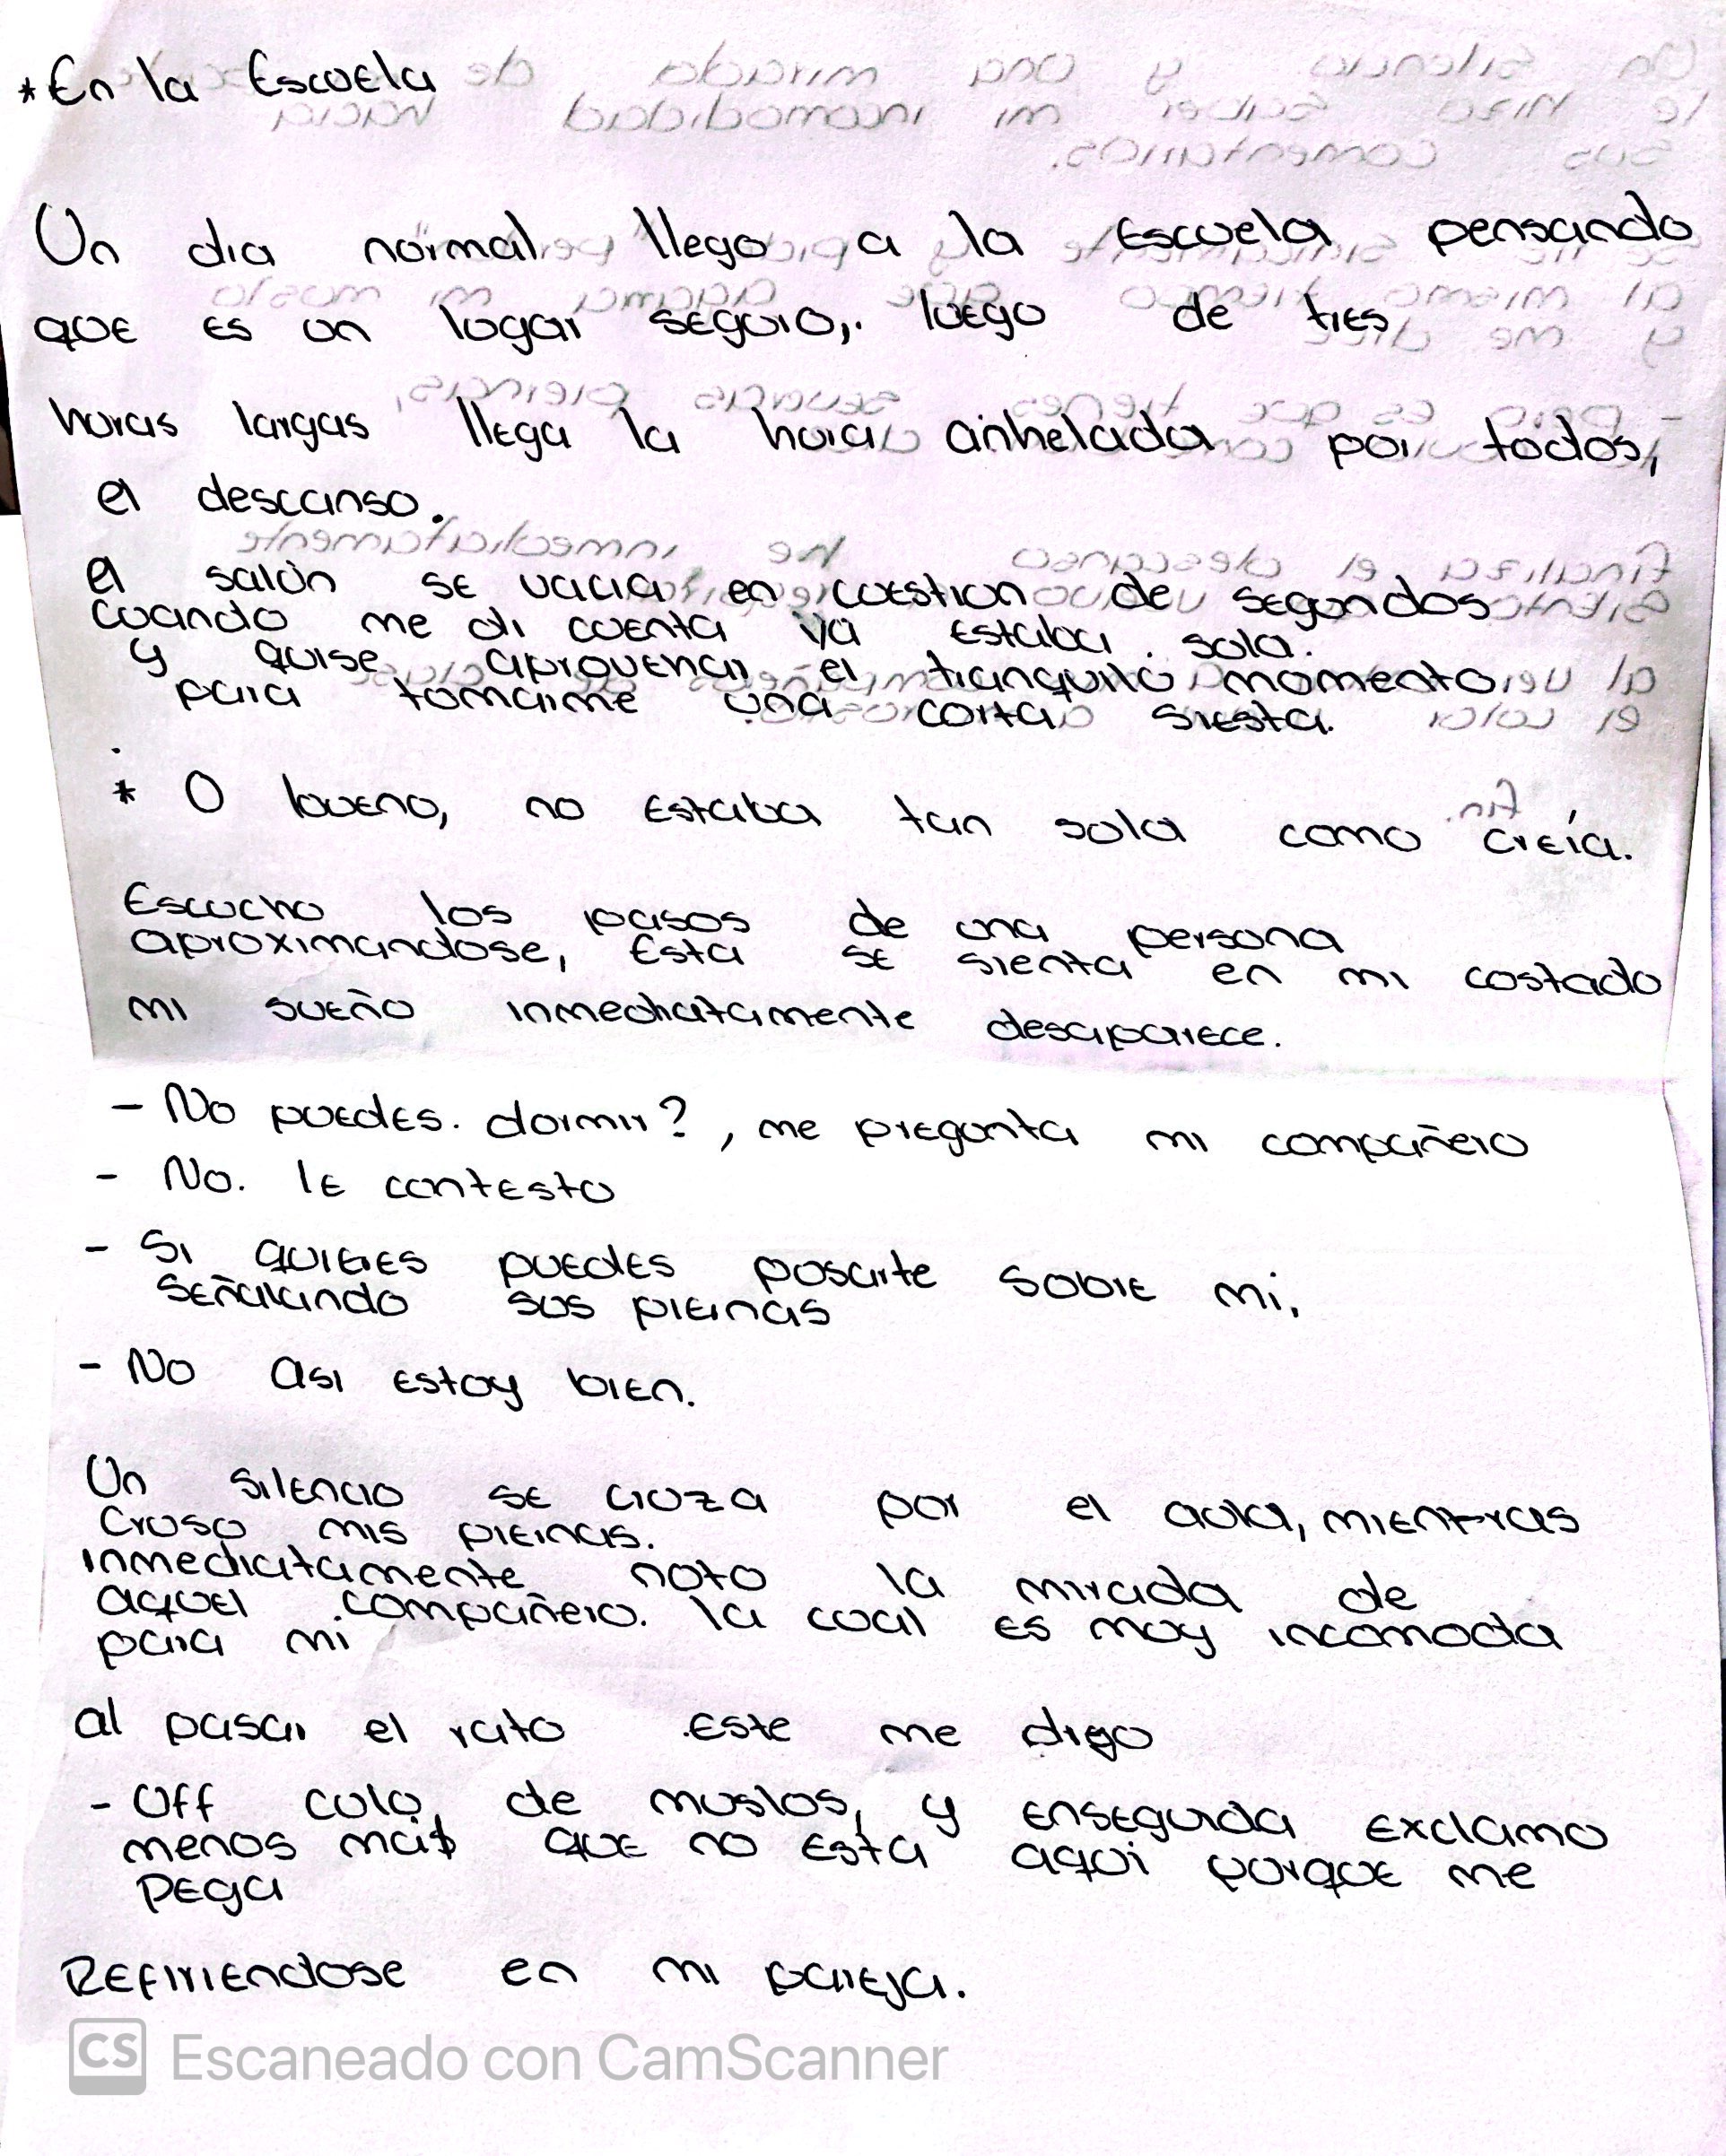 *En la Escuela
Un dia normal llego a la Escuela pensando
que es un lugar seguro, luego de tres
horas largas llega la hora anhelada por todos,
el descanso.
el salón se vacia en cuestion de segundos
cuando me di cuenta ya estaba sola.
y quise aprovechar el tranquilo momento
para tomarme una corta siesta.
* O bueno, no estaba tan sola como creía.
Escucho los pasos de una persona
aproximandose, Esta se sienta en mi costado
mi sueño inmediatamente desaparece.
- No puedes. dormir?, me pregunta mi compañero
- No. le contesto
- Si quieres puedes posarte sobre mi,
señalando sus piernas
- No asi estoy bien.
Un silencio se cruza por el aula, mientras
Cruso mis piernas.
inmediatamente noto la mirada de
aquel compañero. la cual es muy incomoda
para mi
al pasar el rato este me digo
- Uff culo, de muslos, y enseguida exclamo
menos mas que no esta aqui porque me
pega
Refiriendose en mi pareja.
CS Escaneado con CamScanner